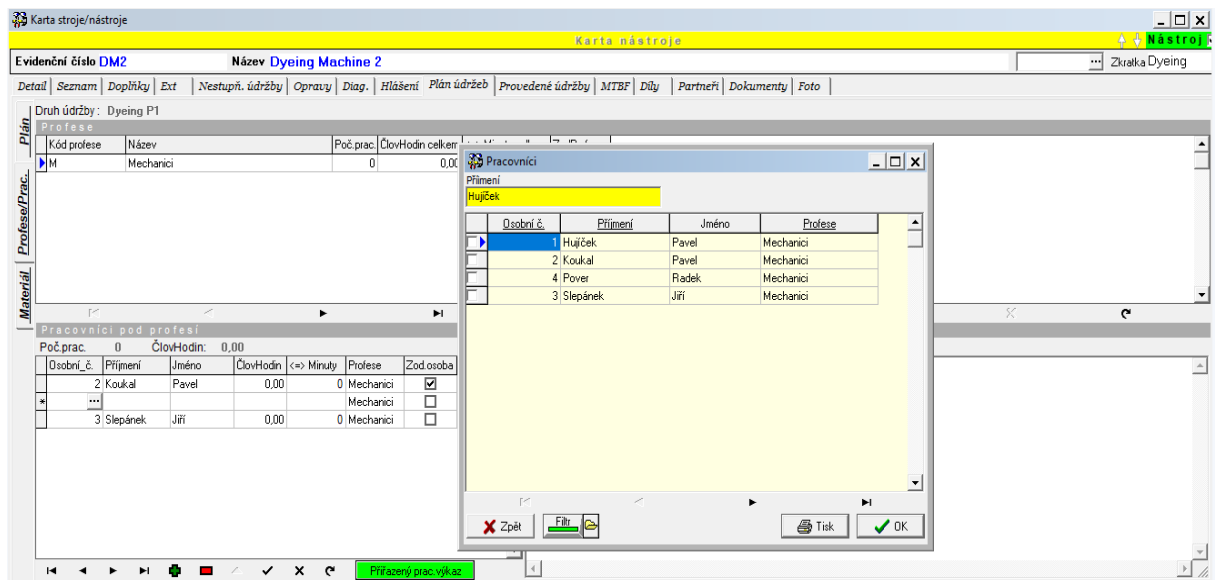 Karta stroje/nástroje
Karta nástroje Nástroj
Evidenční číslo DM2 Název Dyeing Machine 2 ... Zkratka Dyeing
Detail Seznam Doplňky Ext Nestupň. údržby Opravy Diag. Hlášení Plán údržeb Provedené údržby MTBF Díly Partneři Dokumenty Foto
Plán
Profese/Prac.
Materiál
Druh údržby: Dyeing P1
Profese
Kód profese Název Poč.prac. ČlovHodin celkem
M Mechanici 0 0,00
Pracovníci pod profesí
Poč.prac. 0 ČlovHodin: 0,00
Osobní_č. Příjmení Jméno ČlovHodin <=> Minuty Profese Zod.osoba
2 Koukal Pavel 0,00 0 Mechanici
* ... Mechanici
3 Slepánek Jiří 0,00 0 Mechanici
Přiřazený prac.výkaz
Pracovníci
Příjmení
Hujíček
Osobní č. Příjmení Jméno Profese
1 Hujíček Pavel Mechanici
2 Koukal Pavel Mechanici
4 Pover Radek Mechanici
3 Slepánek Jiří Mechanici
Zpět Filtr Tisk OK